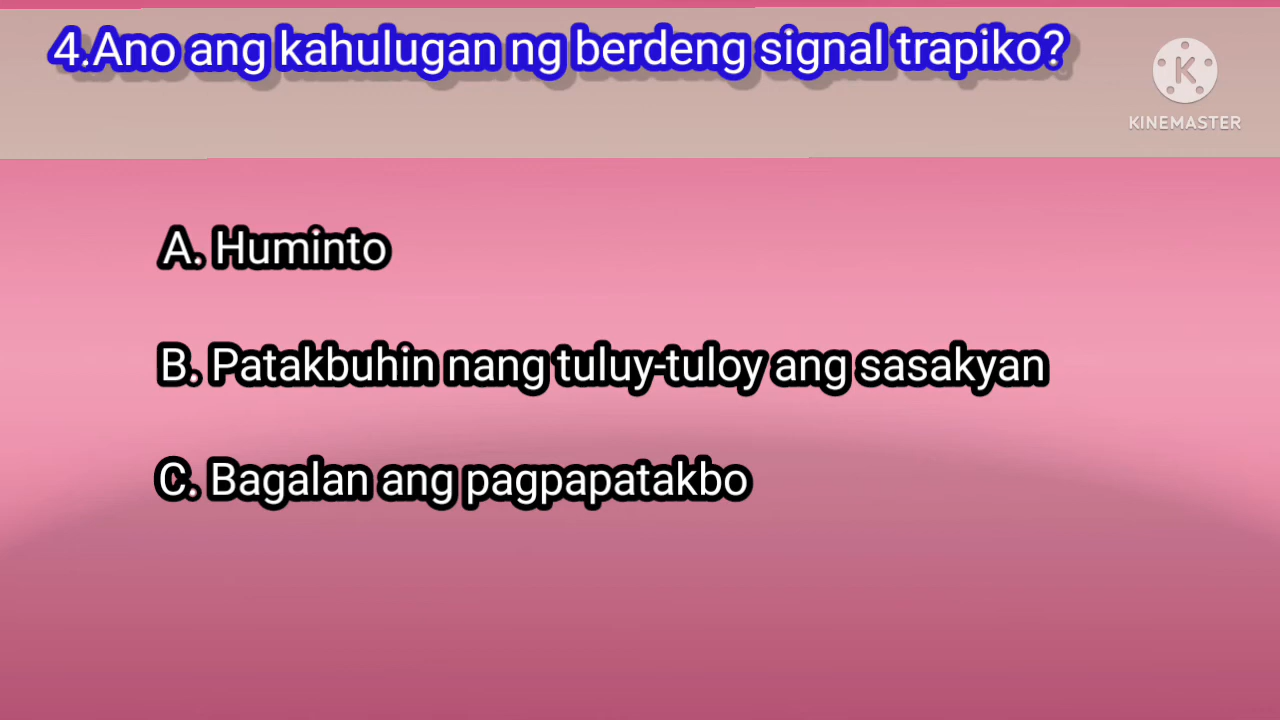 4.Ano ang kahulugan ng berdeng signal trapiko?
KINEMASTER
A. Huminto
B. Patakbuhin nang tuluy-tuloy ang sasakyan
C. Bagalan ang pagpapatakbo